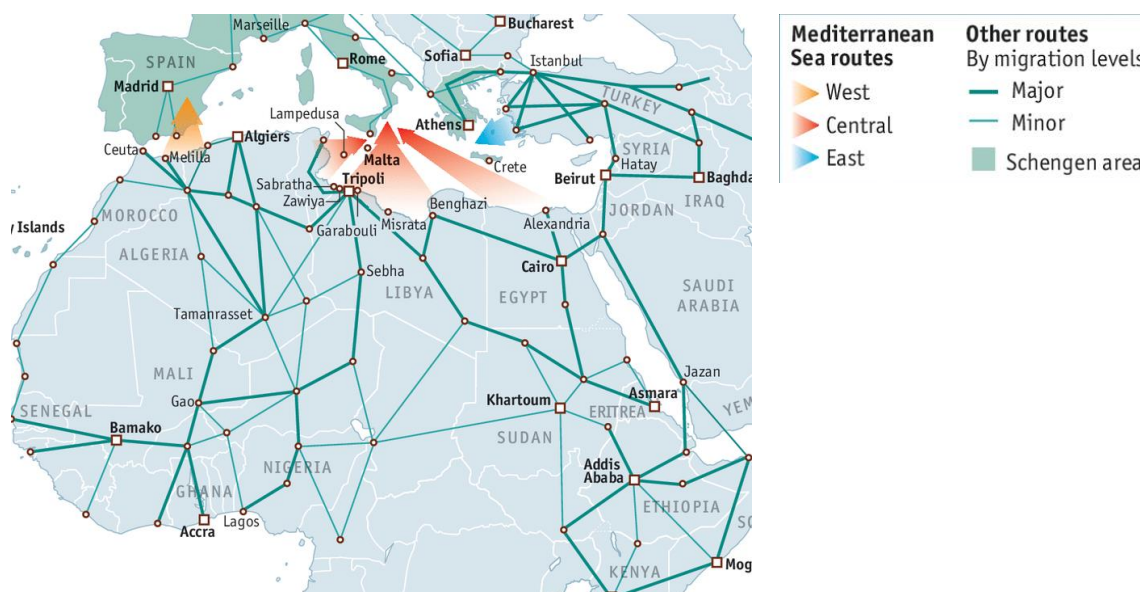 Marseille
Bucharest
SPAIN
Rome
Sofia
Istanbul
Madrid
TURKEY
Lampedusa
Athens
Algiers
Ceuta
Melilla
Malta
Crete
SYRIA
Hatay
Sabratha
Tripoli
Beirut
Baghda
Zawiya
Benghazi
IRAQ
MOROCCO
Misrata
Alexandria
JORDAN
y Islands
Garabouli
ALGERIA
Sebha
Cairo
LIBYA
EGYPT
SAUDI
ARABIA
Tamanrasset
MALI
Jazan
Gao
Khartoum
Asmara
SENEGAL
ERITREA
YEM
Bamako
SUDAN
NIGERIA
Addis
Ababa
GHANA
ETHIOPIA
Lagos
SO
Accra
Mog
KENYA
Mediterranean
Sea routes
West
Central
East
Other routes
By migration levels
Major
Minor
Schengen area